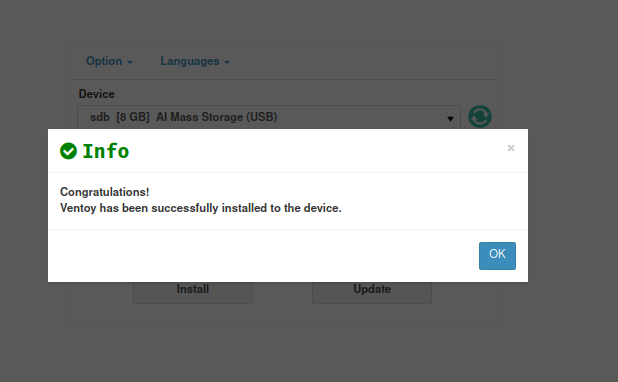 Option
Languages
Device
sdb [8 GB] AI Mass Storage (USB)
Info
×
Congratulations!
Ventoy has been successfully installed to the device.
OK
Install
Update